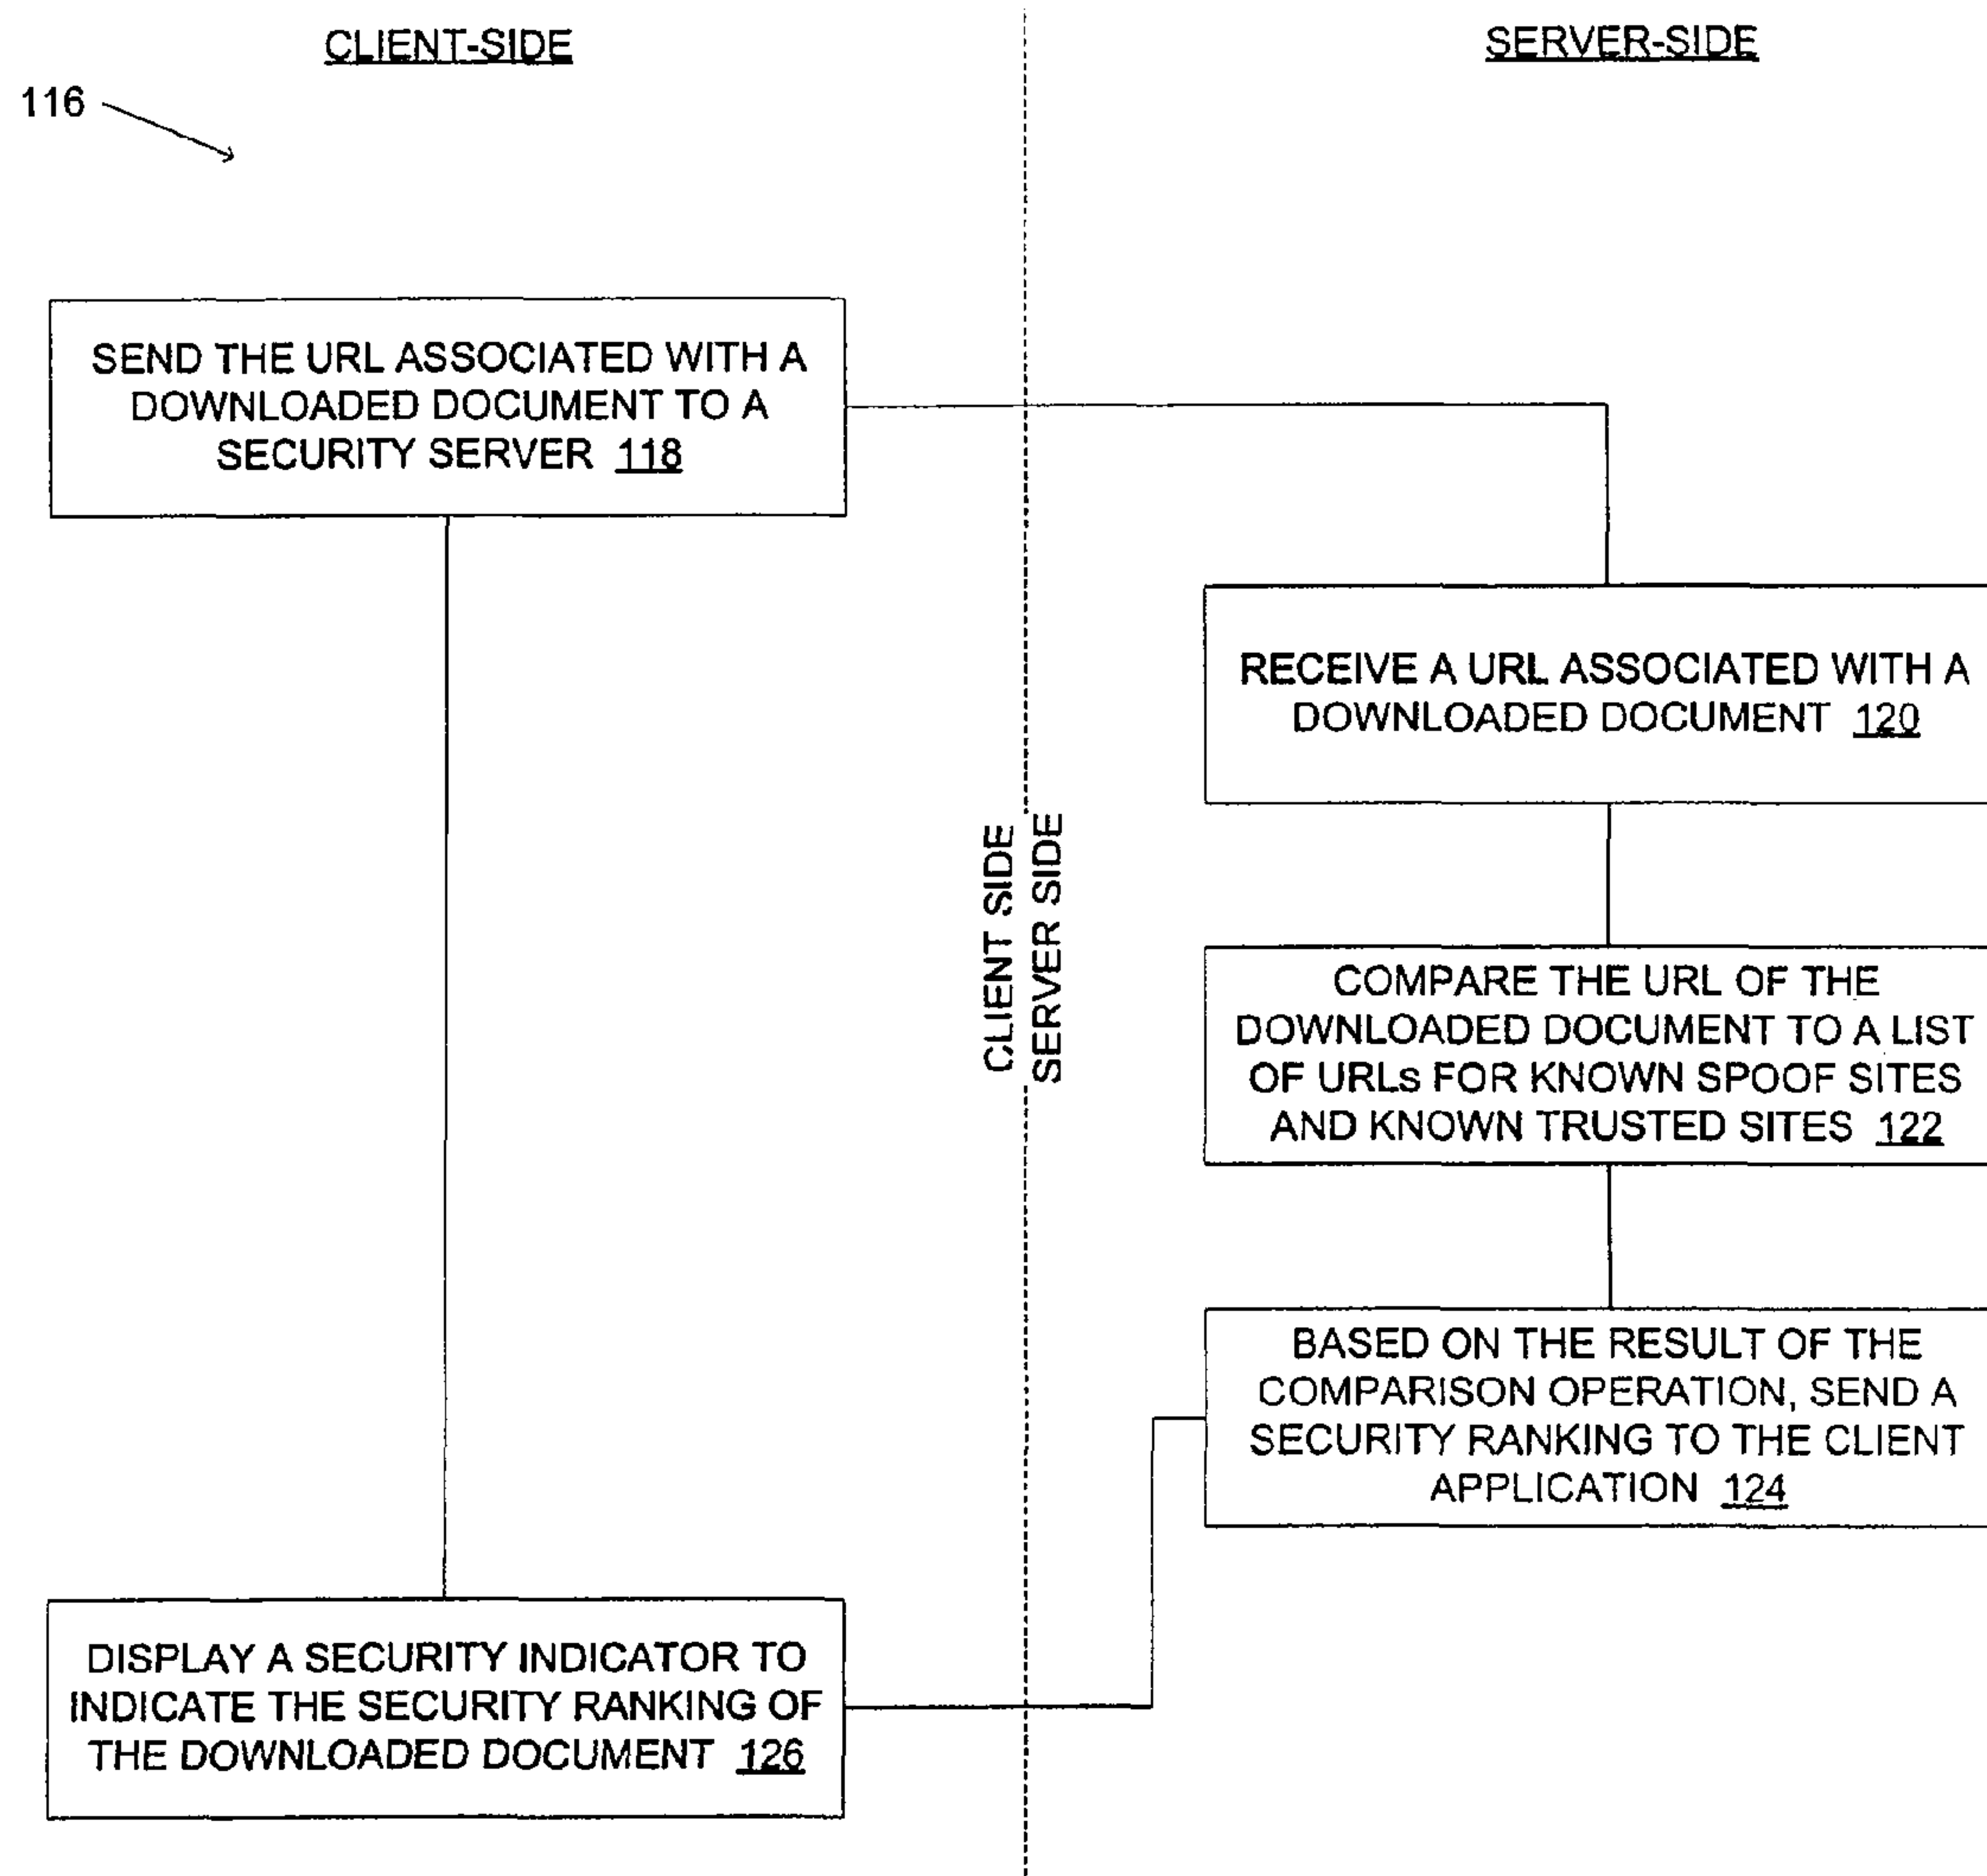 CLIENT-SIDE
SERVER-SIDE
116
SEND THE URL ASSOCIATED WITH A
DOWNLOADED DOCUMENT TO A
SECURITY SERVER 118
RECEIVE A URL ASSOCIATED WITH A
DOWNLOADED DOCUMENT 120
CLIENT SIDE
SERVER SIDE
COMPARE THE URL OF THE
DOWNLOADED DOCUMENT TO A LIST
OF URLs FOR KNOWN SPOOF SITES
AND KNOWN TRUSTED SITES 122
BASED ON THE RESULT OF THE
COMPARISON OPERATION, SEND A
SECURITY RANKING TO THE CLIENT
APPLICATION 124
DISPLAY A SECURITY INDICATOR TO
INDICATE THE SECURITY RANKING OF
THE DOWNLOADED DOCUMENT 126